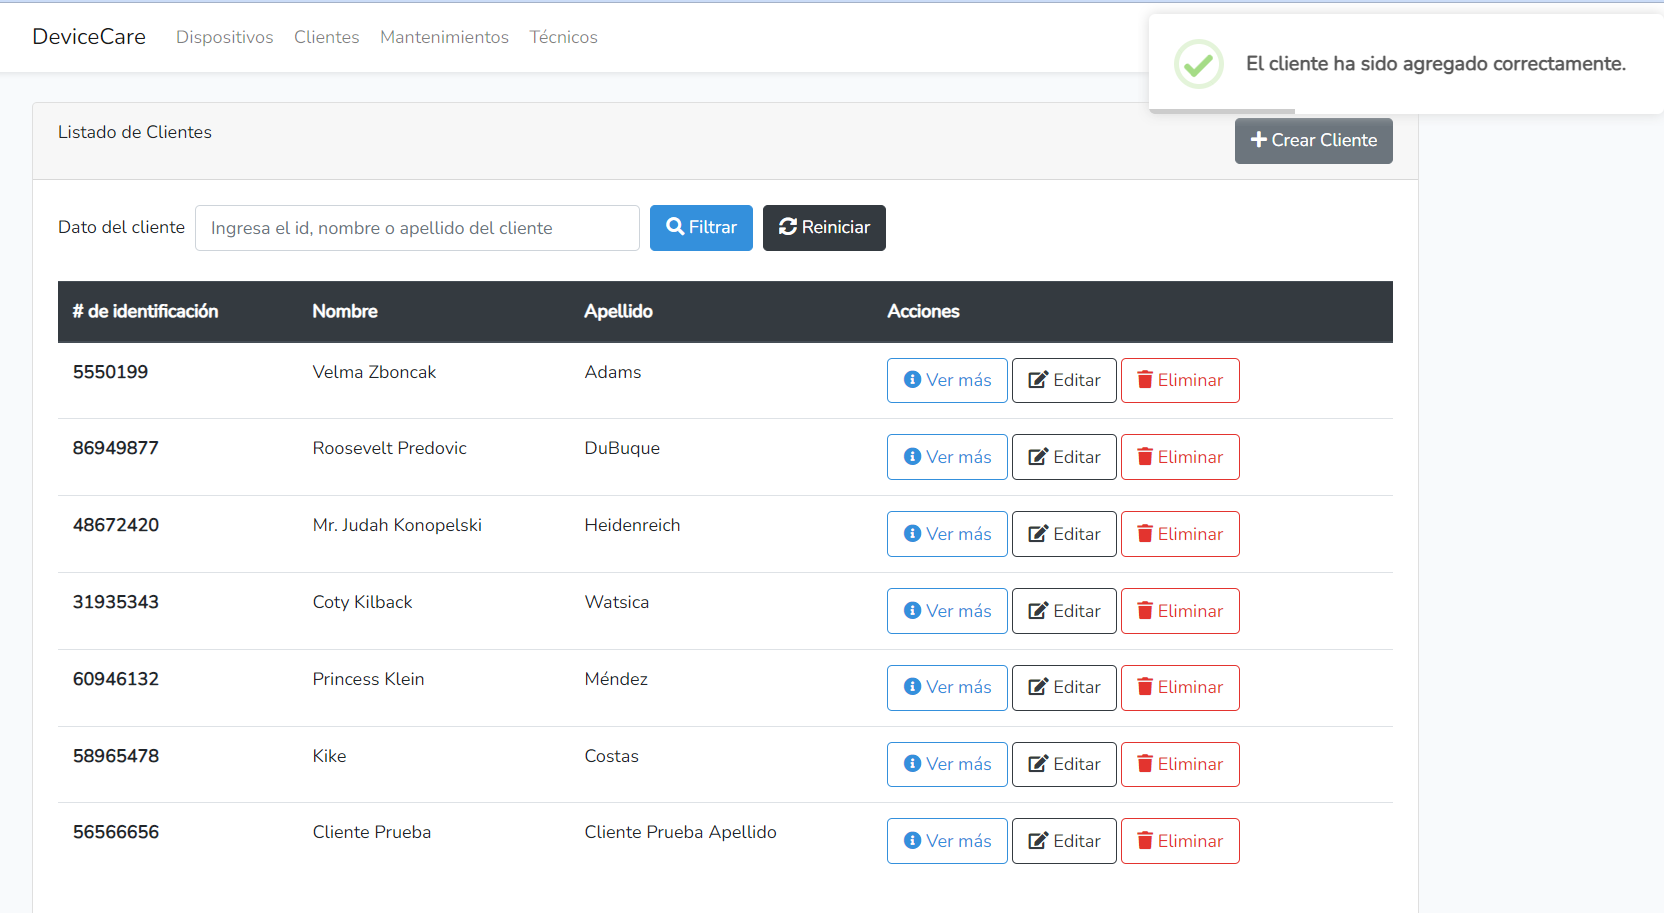 DeviceCare Dispositivos Clientes Mantenimientos Técnicos
El cliente ha sido agregado correctamente.
Listado de Clientes
Crear Cliente
Dato del cliente Ingresa el id, nombre o apellido del cliente Filtrar Reiniciar
# de identificación Nombre Apellido Acciones
5550199 Velma Zboncak Adams Ver más Editar Eliminar
86949877 Roosevelt Predovic DuBuque Ver más Editar Eliminar
48672420 Mr. Judah Konopelski Heidenreich Ver más Editar Eliminar
31935343 Coty Kilback Watsica Ver más Editar Eliminar
60946132 Princess Klein Méndez Ver más Editar Eliminar
58965478 Kike Costas Ver más Editar Eliminar
56566656 Cliente Prueba Cliente Prueba Apellido Ver más Editar Eliminar